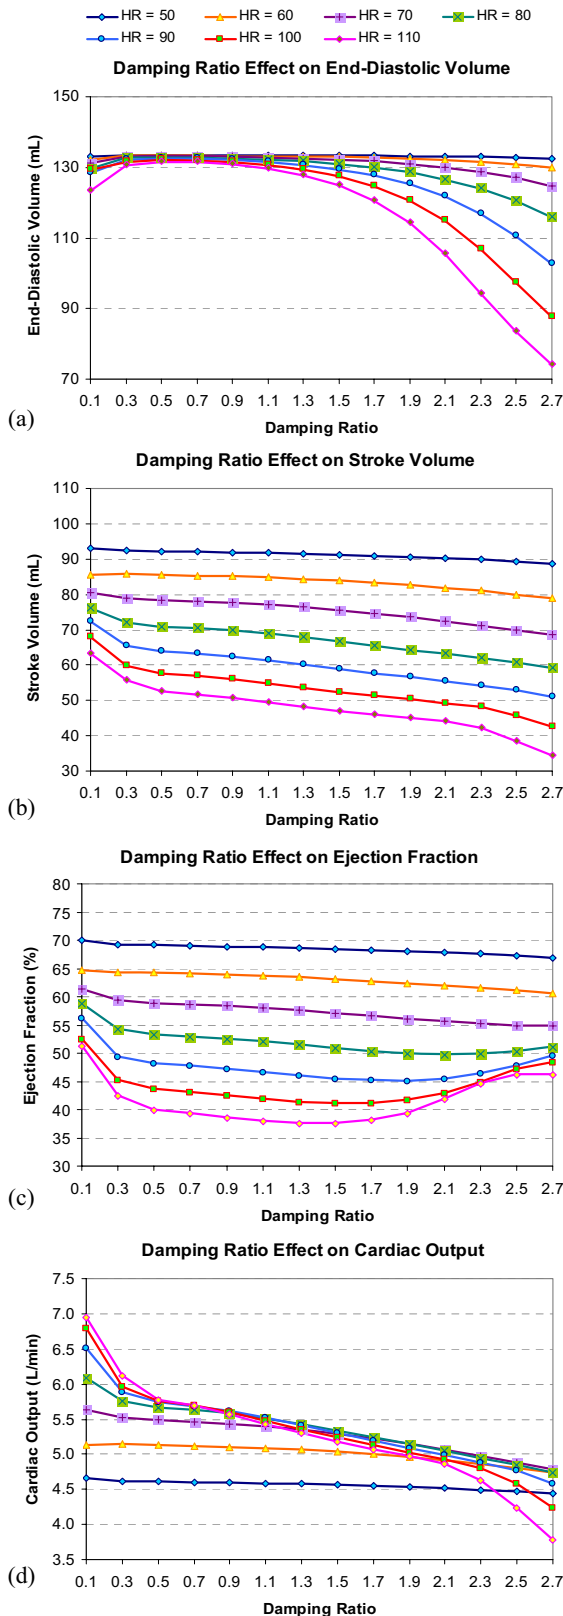 HR = 50 HR = 60 HR = 70 HR = 80
HR = 90 HR = 100 HR = 110
Damping Ratio Effect on End-Diastolic Volume
End-Diastolic Volume (mL)
150
130
110
90
70
0.1 0.3 0.5 0.7 0.9 1.1 1.3 1.5 1.7 1.9 2.1 2.3 2.5 2.7
Damping Ratio
(a)
Damping Ratio Effect on Stroke Volume
Stroke Volume (mL)
110
100
90
80
70
60
50
40
30
0.1 0.3 0.5 0.7 0.9 1.1 1.3 1.5 1.7 1.9 2.1 2.3 2.5 2.7
Damping Ratio
(b)
Damping Ratio Effect on Ejection Fraction
Ejection Fraction (%)
80
75
70
65
60
55
50
45
40
35
30
0.1 0.3 0.5 0.7 0.9 1.1 1.3 1.5 1.7 1.9 2.1 2.3 2.5 2.7
Damping Ratio
(c)
Damping Ratio Effect on Cardiac Output
Cardiac Output (L/min)
7.5
7.0
6.5
6.0
5.5
5.0
4.5
4.0
3.5
0.1 0.3 0.5 0.7 0.9 1.1 1.3 1.5 1.7 1.9 2.1 2.3 2.5 2.7
Damping Ratio
(d)